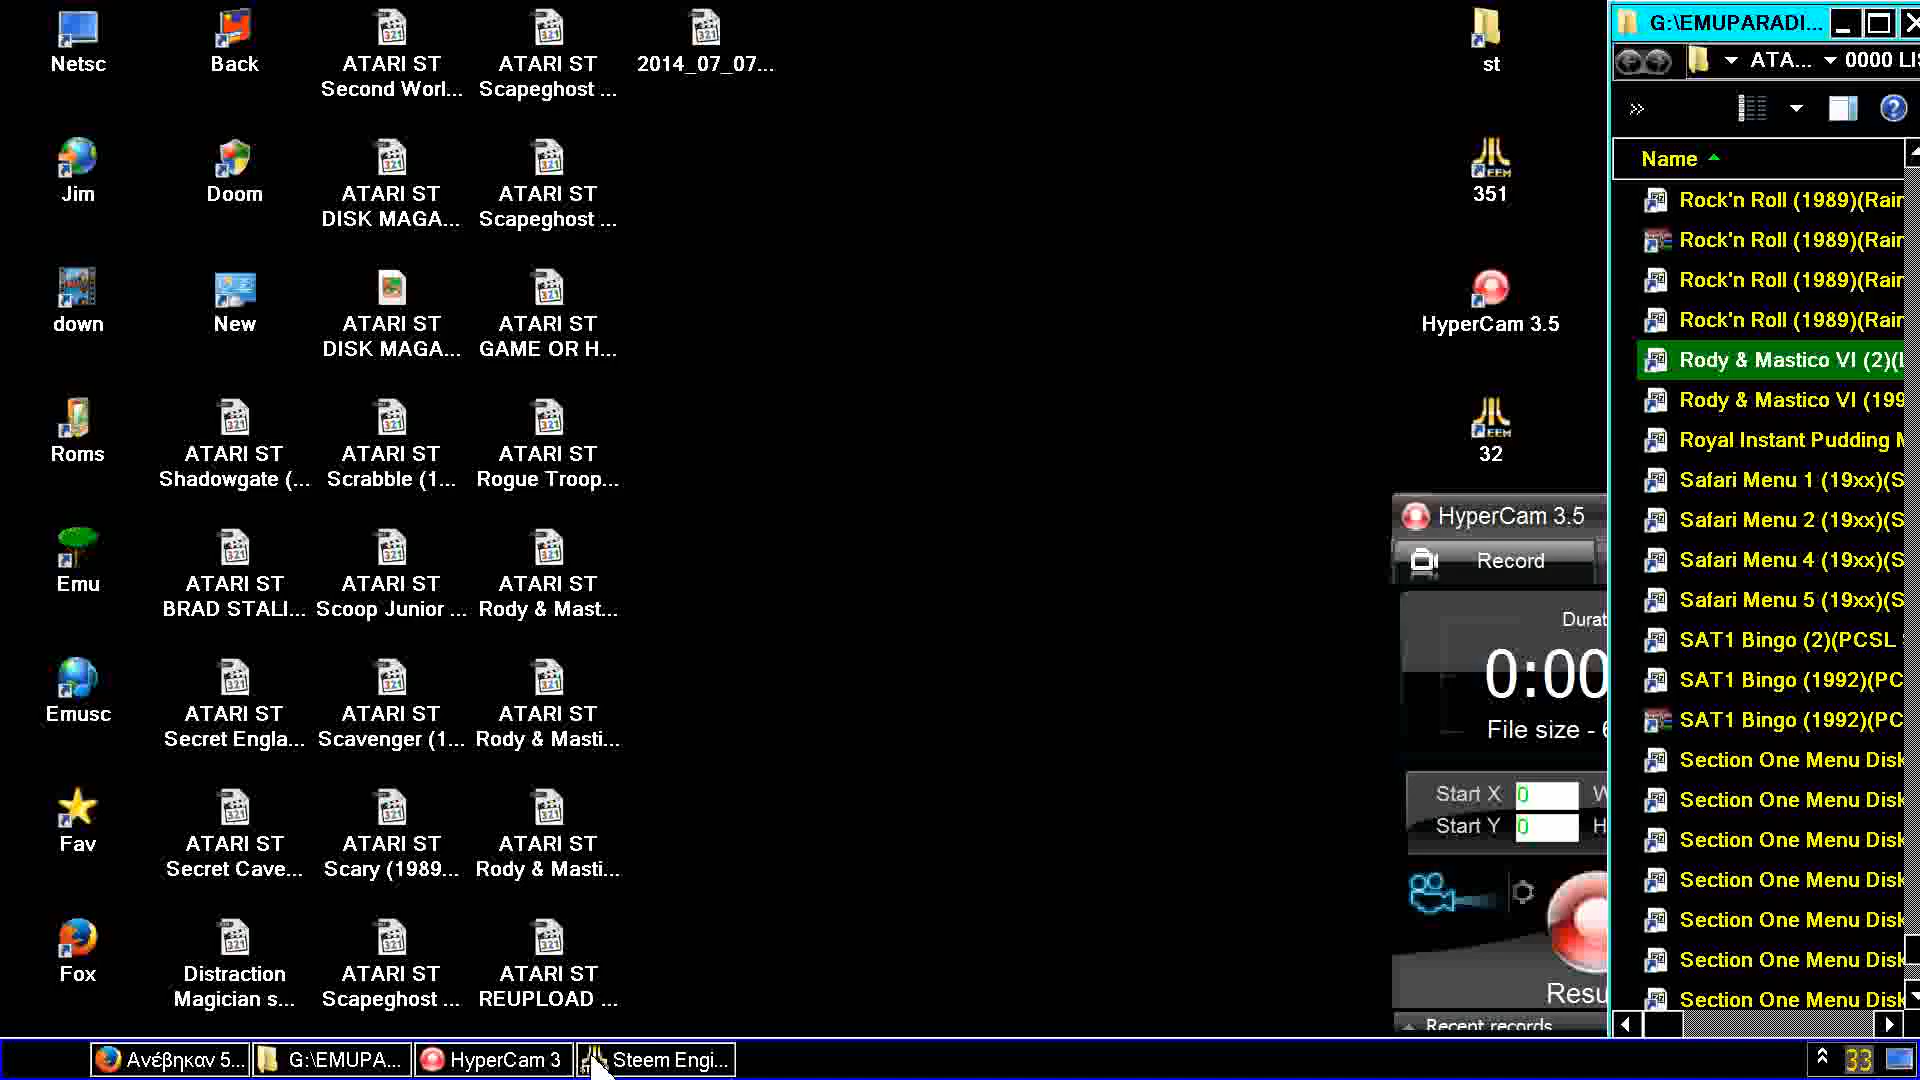 Netsc
Back
ATARI ST
Second Worl...
ATARI ST
Scapeghost ...
2014_07_07...
st
Jim
Doom
ATARI ST
DISK MAGA...
ATARI ST
Scapeghost ...
351
down
New
ATARI ST
DISK MAGA...
ATARI ST
GAME OR H...
HyperCam 3.5
Roms
ATARI ST
Shadowgate (...
ATARI ST
Scrabble (1...
ATARI ST
Rogue Troop...
32
Emu
ATARI ST
BRAD STALI...
ATARI ST
Scoop Junior ...
ATARI ST
Rody & Mast...
Emusc
ATARI ST
Secret Engla...
ATARI ST
Scavenger (1...
ATARI ST
Rody & Masti...
Fav
ATARI ST
Secret Cave...
ATARI ST
Scary (1989...
ATARI ST
Rody & Masti...
Fox
Distraction
Magician s...
ATARI ST
Scapeghost ...
ATARI ST
REUPLOAD ...
HyperCam 3.5
Record
Durat
0:00
File size - 6
Start X 0 W
Start Y 0 H
Resu
Recent records
G:\EMUPARADI...
ATA... 0000 LIS
»
Name
Rock'n Roll (1989)(Rain
Rock'n Roll (1989)(Rain
Rock'n Roll (1989)(Rain
Rock'n Roll (1989)(Rain
Rody & Mastico VI (2)(
Rody & Mastico VI (199
Royal Instant Pudding M
Safari Menu 1 (19xx)(S
Safari Menu 2 (19xx)(S
Safari Menu 4 (19xx)(S
Safari Menu 5 (19xx)(S
SAT1 Bingo (2)(PCSL
SAT1 Bingo (1992)(PC
SAT1 Bingo (1992)(PC
Section One Menu Disk
Section One Menu Disk
Section One Menu Disk
Section One Menu Disk
Section One Menu Disk
Section One Menu Disk
Section One Menu Disk
Ανέβηκαν 5...
G:\EMUPA...
HyperCam 3
Steem Engi...
33